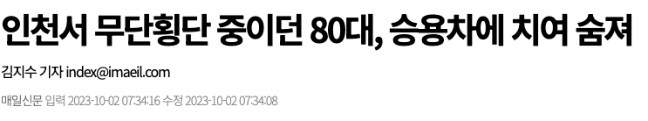 인천서 무단횡단 중이던 80대, 승용차에 치여 숨져
김지수 기자 index@imaeil.com
매일신문 입력 2023-10-02 07:34:16 수정 2023-10-02 07:34:08